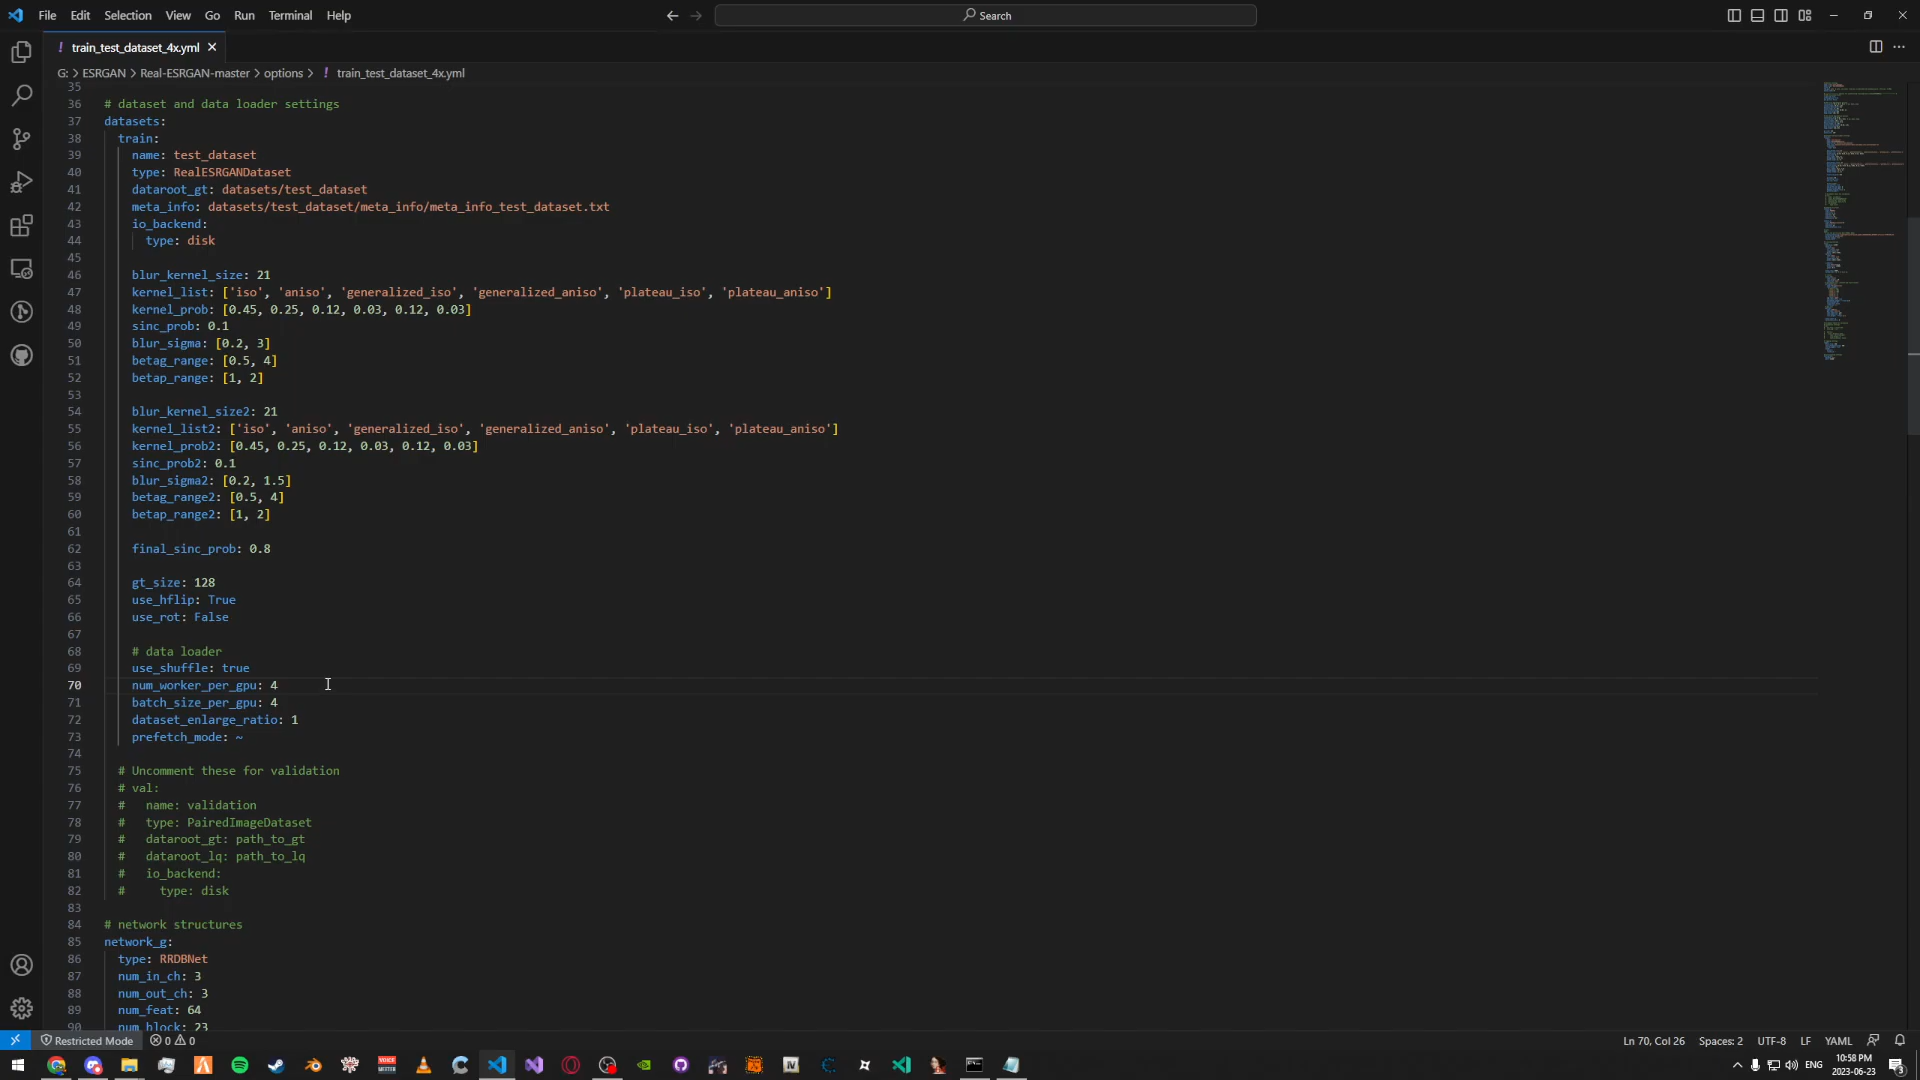 File Edit Selection View Go Run Terminal Help
Search
! train_test_dataset_4x.yml
G: > ESRGAN > Real-ESRGAN-master > options > ! train_test_dataset_4x.yml
35
36 # dataset and data loader settings
37 datasets:
38 train:
39 name: test_dataset
40 type: RealESRGANDataset
41 dataroot_gt: datasets/test_dataset
42 meta_info: datasets/test_dataset/meta_info/meta_info_test_dataset.txt
43 io_backend:
44 type: disk
45
46 blur_kernel_size: 21
47 kernel_list: ['iso', 'aniso', 'generalized_iso', 'generalized_aniso', 'plateau_iso', 'plateau_aniso']
48 kernel_prob: [0.45, 0.25, 0.12, 0.03, 0.12, 0.03]
49 sinc_prob: 0.1
50 blur_sigma: [0.2, 3]
51 betag_range: [0.5, 4]
52 betap_range: [1, 2]
53
54 blur_kernel_size2: 21
55 kernel_list2: ['iso', 'aniso', 'generalized_iso', 'generalized_aniso', 'plateau_iso', 'plateau_aniso']
56 kernel_prob2: [0.45, 0.25, 0.12, 0.03, 0.12, 0.03]
57 sinc_prob2: 0.1
58 blur_sigma2: [0.2, 1.5]
59 betag_range2: [0.5, 4]
60 betap_range2: [1, 2]
61
62 final_sinc_prob: 0.8
63
64 gt_size: 128
65 use_hflip: True
66 use_rot: False
67
68 # data loader
69 use_shuffle: true
70 num_worker_per_gpu: 4
71 batch_size_per_gpu: 4
72 dataset_enlarge_ratio: 1
73 prefetch_mode: ~
74
75 # Uncomment these for validation
76 # val:
77 # name: validation
78 # type: PairedImageDataset
79 # dataroot_gt: path_to_gt
80 # dataroot_lq: path_to_lq
81 # io_backend:
82 # type: disk
83
84 # network structures
85 network_g:
86 type: RRDBNet
87 num_in_ch: 3
88 num_out_ch: 3
89 num_feat: 64
90 num_block: 23
Restricted Mode 0 0 Ln 70, Col 26 Spaces: 2 UTF-8 LF YAML
ENG 10:58 PM
2023-06-23